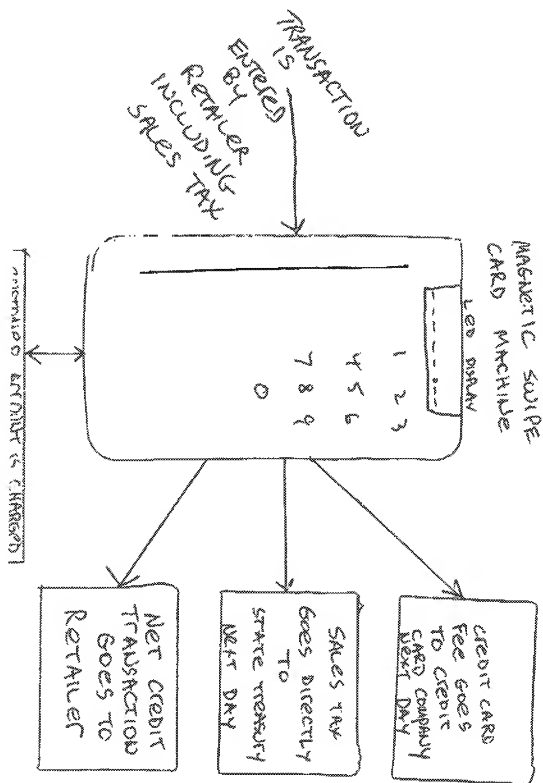 MAGNETIC SWIPE
CARD MACHINE
LED DISPLAY
1 2 3
4 5 6
7 8 9
0
TRANSACTION
IS
ENTERED
BY
RETAILER
INCLUDING
SALES TAX
CREDIT CARD
FEE GOES
TO CREDIT
CARD COMPANY
NEXT DAY
SALES TAX
GOES DIRECTLY
TO
STATE TREASURY
NEXT DAY
NET CREDIT
TRANSACTION
GOES TO
RETAILER
AMOUNT IS CHARGED